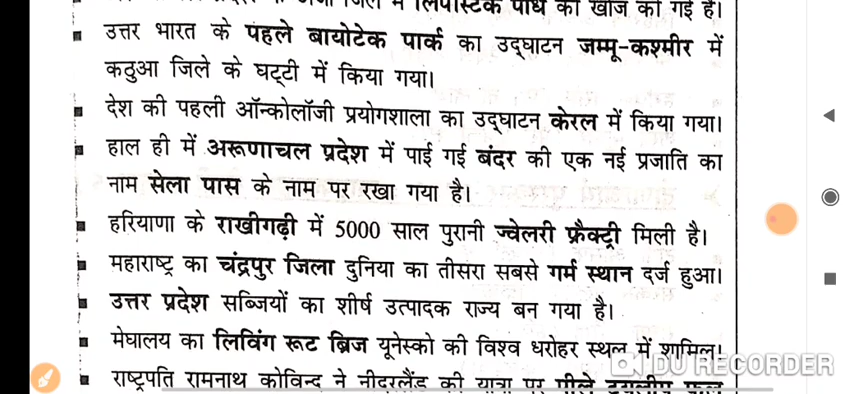 लिपस्टिक पौधे की खोज की गई है।
उत्तर भारत के पहले बायोटेक पार्क का उद्घाटन जम्मू-कश्मीर में
कठुआ जिले के घट्टी में किया गया।
देश की पहली ऑन्कोलॉजी प्रयोगशाला का उद्घाटन केरल में किया गया।
हाल ही में अरूणाचल प्रदेश में पाई गई बंदर की एक नई प्रजाति का
नाम सेला पास के नाम पर रखा गया है।
हरियाणा के राखीगढ़ी में 5000 साल पुरानी ज्वेलरी फ्रैक्ट्री मिली है।
महाराष्ट्र का चंद्रपुर जिला दुनिया का तीसरा सबसे गर्म स्थान दर्ज हुआ।
उत्तर प्रदेश सब्जियों का शीर्ष उत्पादक राज्य बन गया है।
मेघालय का लिविंग रूट ब्रिज यूनेस्को की विश्व धरोहर स्थल में शामिल।
DU RECORDER
राष्ट्रपति रामनाथ कोविन्द ने नीदरलैंड की यात्रा पर पीले ट्यूलीप फूल